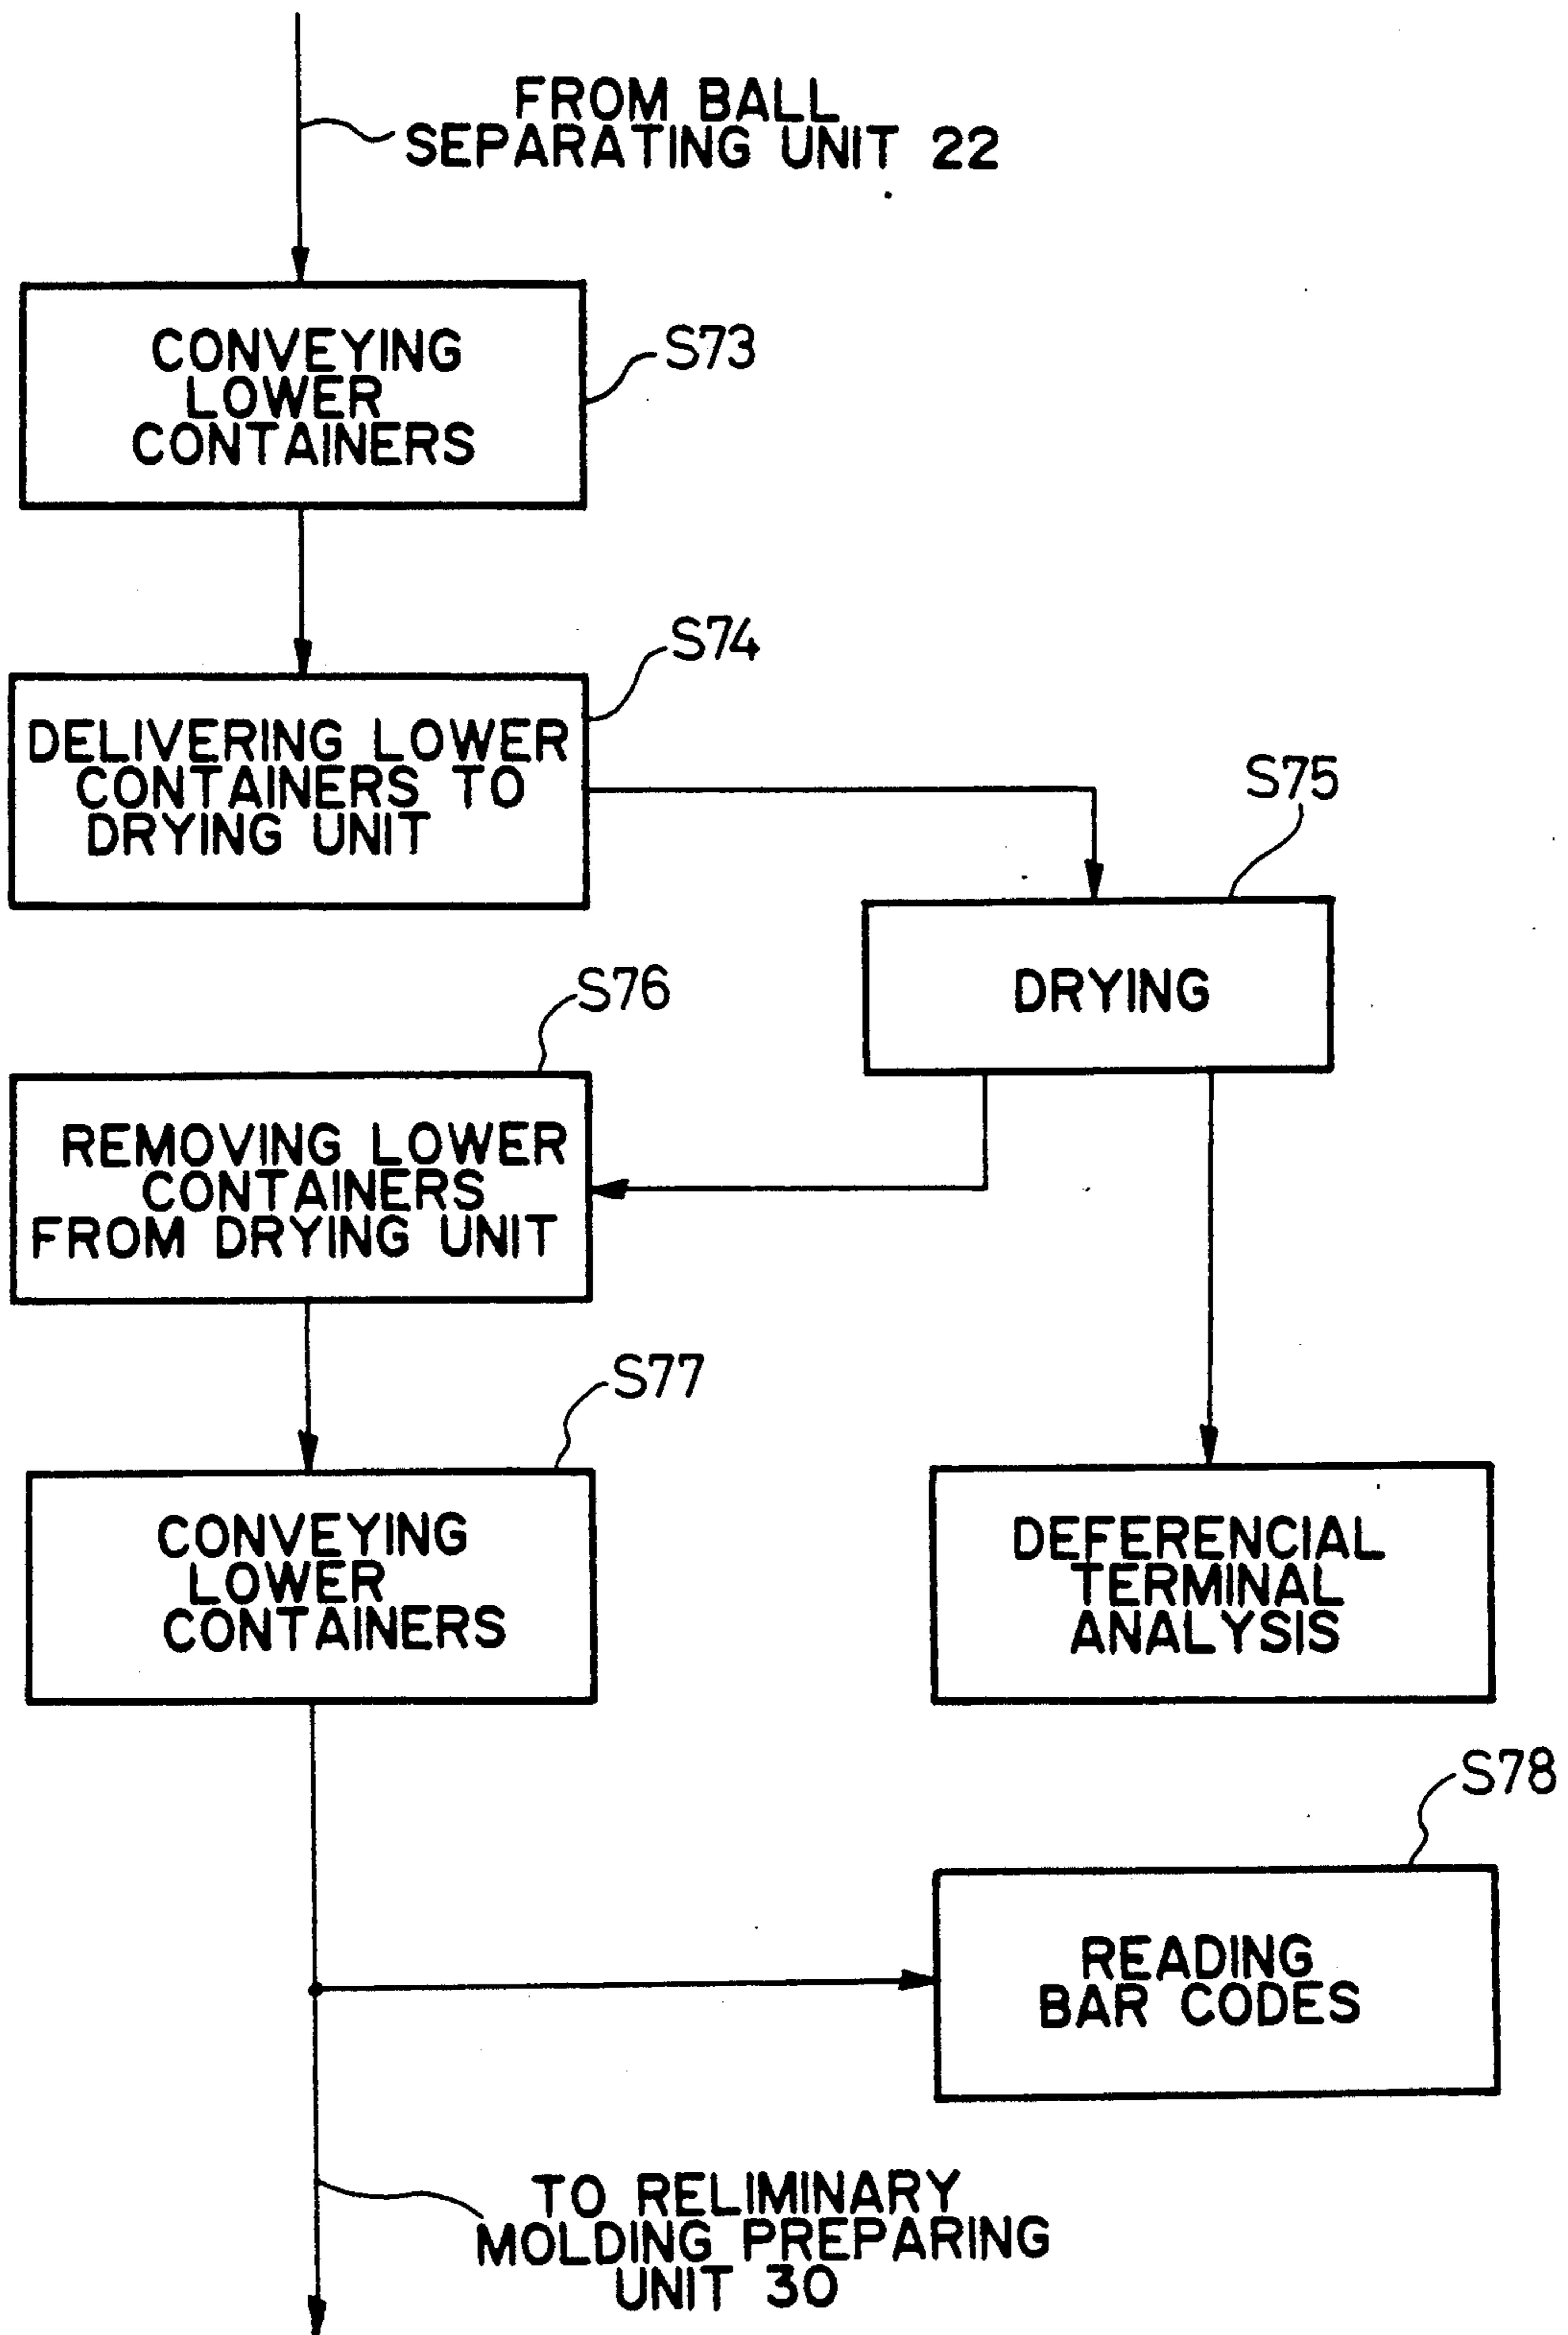 FROM BALL
SEPARATING UNIT 22
CONVEYING
LOWER
CONTAINERS
S73
S74
DELIVERING LOWER
CONTAINERS TO
DRYING UNIT
S75
DRYING
S76
REMOVING LOWER
CONTAINERS
FROM DRYING UNIT
S77
CONVEYING
LOWER
CONTAINERS
DEFERENCIAL
TERMINAL
ANALYSIS
S78
READING
BAR CODES
TO RELIMINARY
MOLDING PREPARING
UNIT 30